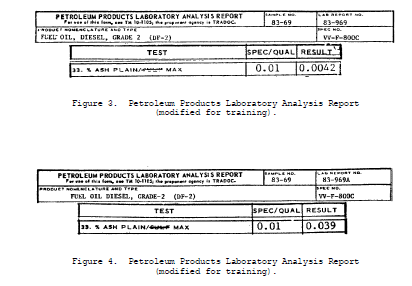 PETROLEUM PRODUCTS LABORATORY ANALYSIS REPORT
For use of this form, see TM 10-1105; the proponent agency is TRADOC.
SAMPLE NO.
83-69
LAB REPORT NO.
83-969
PRODUCT NOMENCLATURE AND TYPE
FUEL OIL, DIESEL, GRADE 2 (DF-2)
SPEC NO.
VV-F-800C
TEST SPEC/QUAL RESULT
33. % ASH PLAIN/SULF MAX 0.01 0.0042
Figure 3. Petroleum Products Laboratory Analysis Report
(modified for training).
PETROLEUM PRODUCTS LABORATORY ANALYSIS REPORT
For use of this form, see TM 10-1105; the proponent agency is TRADOC.
SAMPLE NO.
83-69
LAB REPORT NO.
83-969A
PRODUCT NOMENCLATURE AND TYPE
FUEL OIL DIESEL, GRADE-2 (DF-2)
SPEC NO.
VV-F-800C
TEST SPEC/QUAL RESULT
33. % ASH PLAIN/SULF MAX 0.01 0.039
Figure 4. Petroleum Products Laboratory Analysis Report
(modified for training).